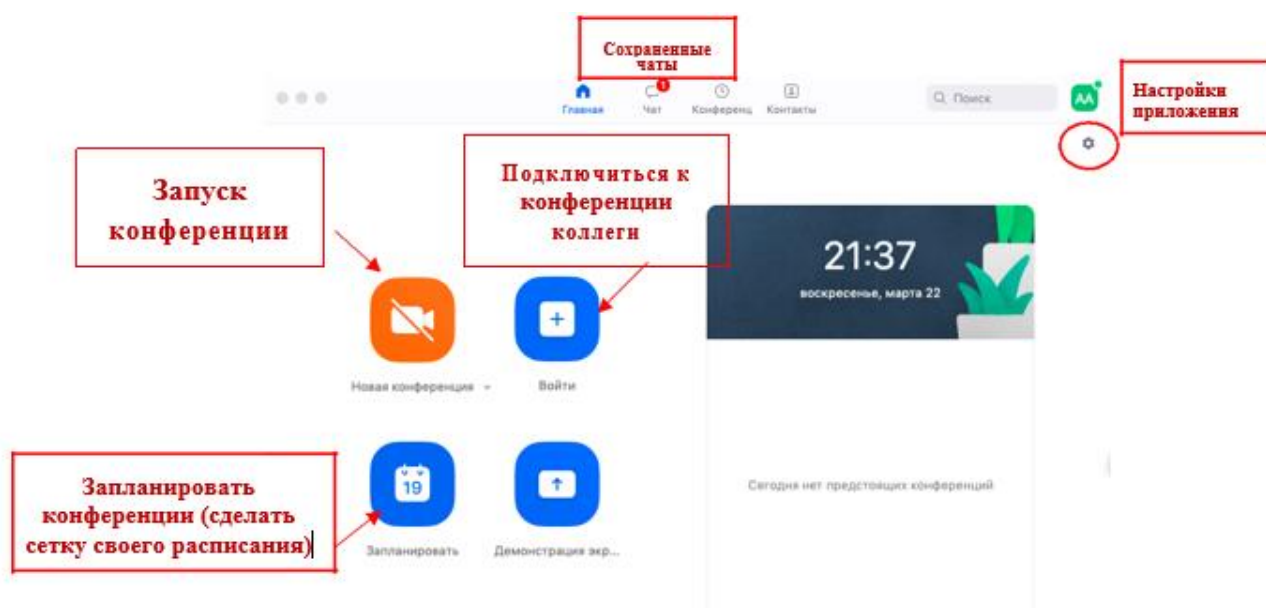 Сохраненные
чаты
Главная
Чат
1
Конференц
Контакты
Поиск
AA
Настройки
приложения
Запуск
конференции
Подключиться к
конференции
коллеги
21:37
воскресенье, марта 22
Новая конференция
Войти
Запланировать
конференции (сделать
сетку своего расписания)
19
Запланировать
Демонстрация экр...
Сегодня нет предстоящих конференций